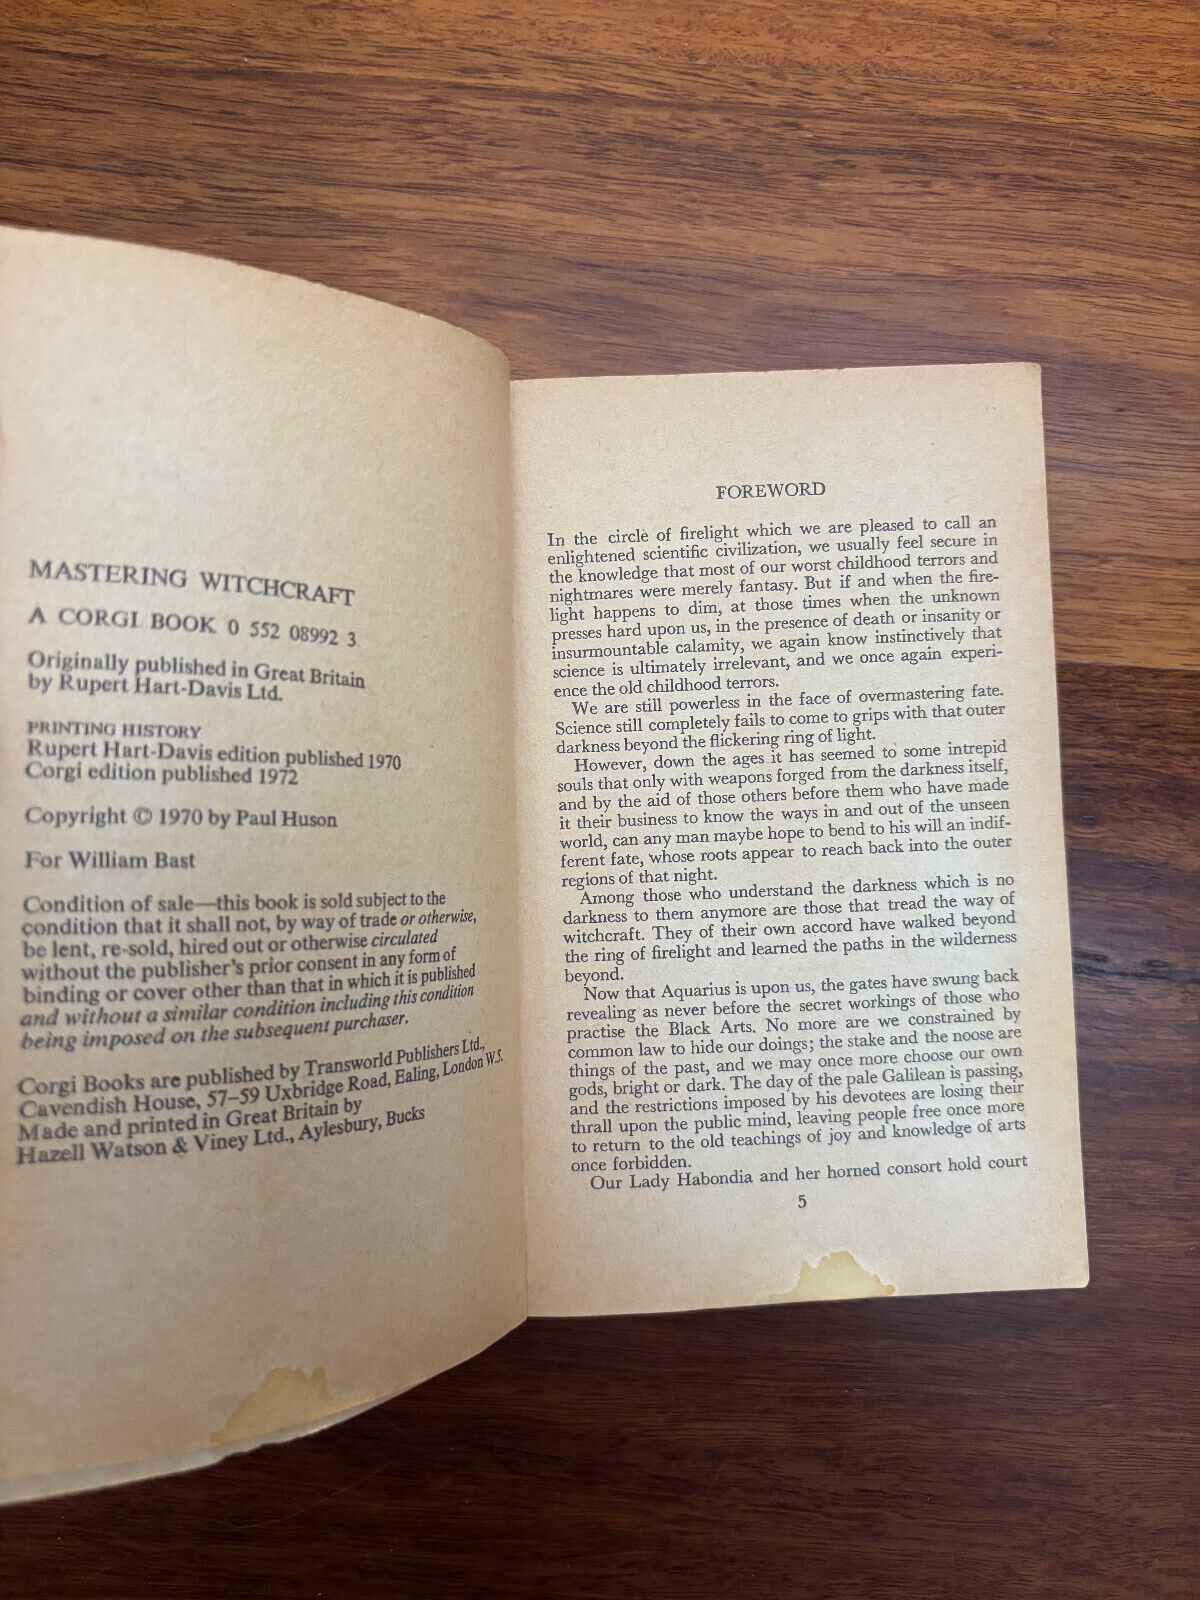 MASTERING WITCHCRAFT
A CORGI BOOK 0 552 08992 3
Originally published in Great Britain
by Rupert Hart-Davis Ltd.
PRINTING HISTORY
Rupert Hart-Davis edition published 1970
Corgi edition published 1972
Copyright © 1970 by Paul Huson
For William Bast
Condition of sale—this book is sold subject to the
condition that it shall not, by way of trade or otherwise,
be lent, re-sold, hired out or otherwise circulated
without the publisher's prior consent in any form of
binding or cover other than that in which it is published
and without a similar condition including this condition
being imposed on the subsequent purchaser.
Corgi Books are published by Transworld Publishers Ltd.,
Cavendish House, 57–59 Uxbridge Road, Ealing, London W.5.
Made and printed in Great Britain by
Hazell Watson & Viney Ltd., Aylesbury, Bucks
FOREWORD
In the circle of firelight which we are pleased to call an
enlightened scientific civilization, we usually feel secure in
the knowledge that most of our worst childhood terrors and
nightmares were merely fantasy. But if and when the fire-
light happens to dim, at those times when the unknown
presses hard upon us, in the presence of death or insanity or
insurmountable calamity, we again know instinctively that
science is ultimately irrelevant, and we once again experi-
ence the old childhood terrors.
We are still powerless in the face of overmastering fate.
Science still completely fails to come to grips with that outer
darkness beyond the flickering ring of light.
However, down the ages it has seemed to some intrepid
souls that only with weapons forged from the darkness itself,
and by the aid of those others before them who have made
it their business to know the ways in and out of the unseen
world, can any man maybe hope to bend to his will an indif-
ferent fate, whose roots appear to reach back into the outer
regions of that night.
Among those who understand the darkness which is no
darkness to them anymore are those that tread the way of
witchcraft. They of their own accord have walked beyond
the ring of firelight and learned the paths in the wilderness
beyond.
Now that Aquarius is upon us, the gates have swung back
revealing as never before the secret workings of those who
practise the Black Arts. No more are we constrained by
common law to hide our doings; the stake and the noose are
things of the past, and we may once more choose our own
gods, bright or dark. The day of the pale Galilean is passing,
and the restrictions imposed by his devotees are losing their
thrall upon the public mind, leaving people free once more
to return to the old teachings of joy and knowledge of arts
once forbidden.
Our Lady Habondia and her horned consort hold court
5